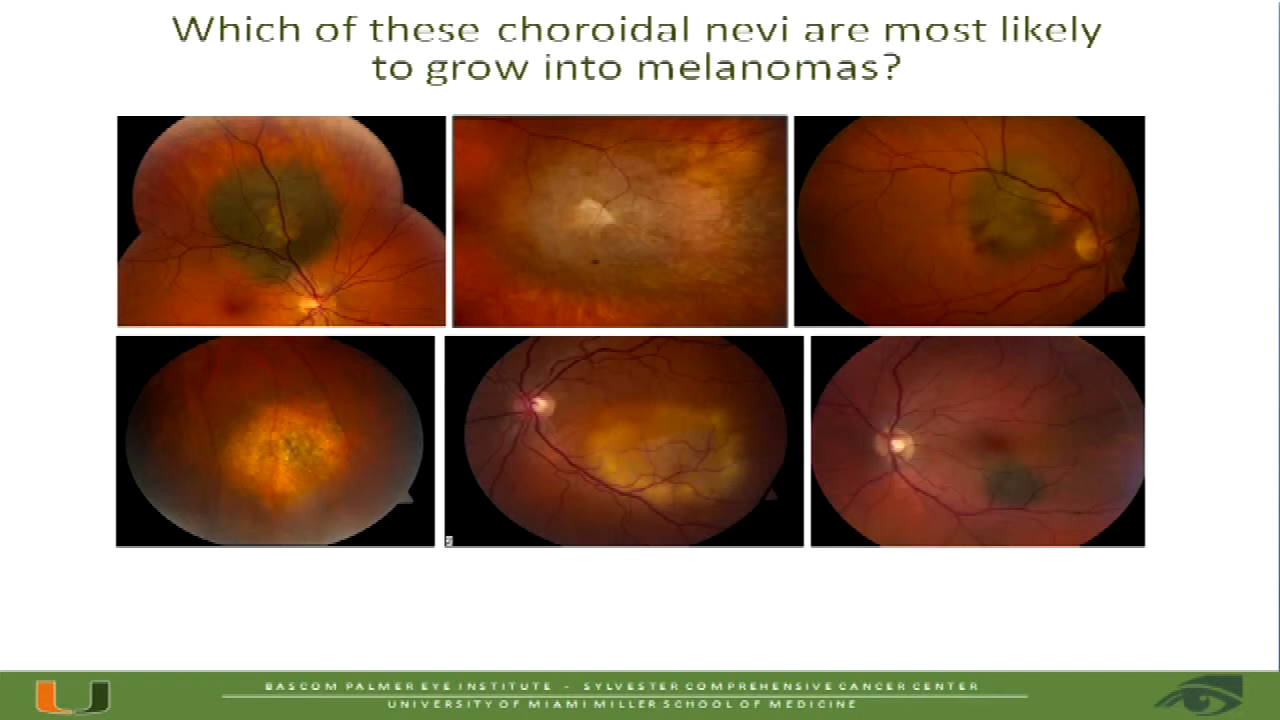 Which of these choroidal nevi are most likely
to grow into melanomas?
BASCOM PALMER EYE INSTITUTE - SYLVESTER COMPREHENSIVE CANCER CENTER
UNIVERSITY OF MIAMI MILLER SCHOOL OF MEDICINE